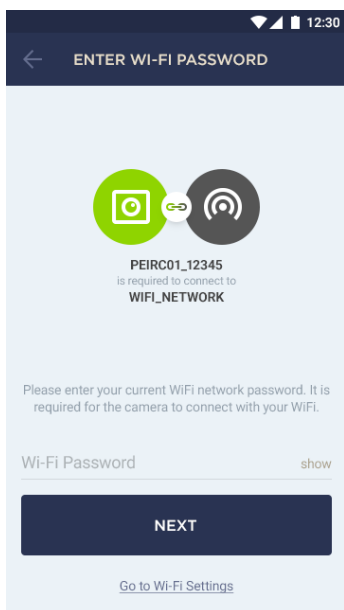 12:30
ENTER WI-FI PASSWORD
PEIRC01_12345
is required to connect to
WIFI_NETWORK
Please enter your current WiFi network password. It is
required for the camera to connect with your WiFi.
Wi-Fi Password show
NEXT
Go to Wi-Fi Settings